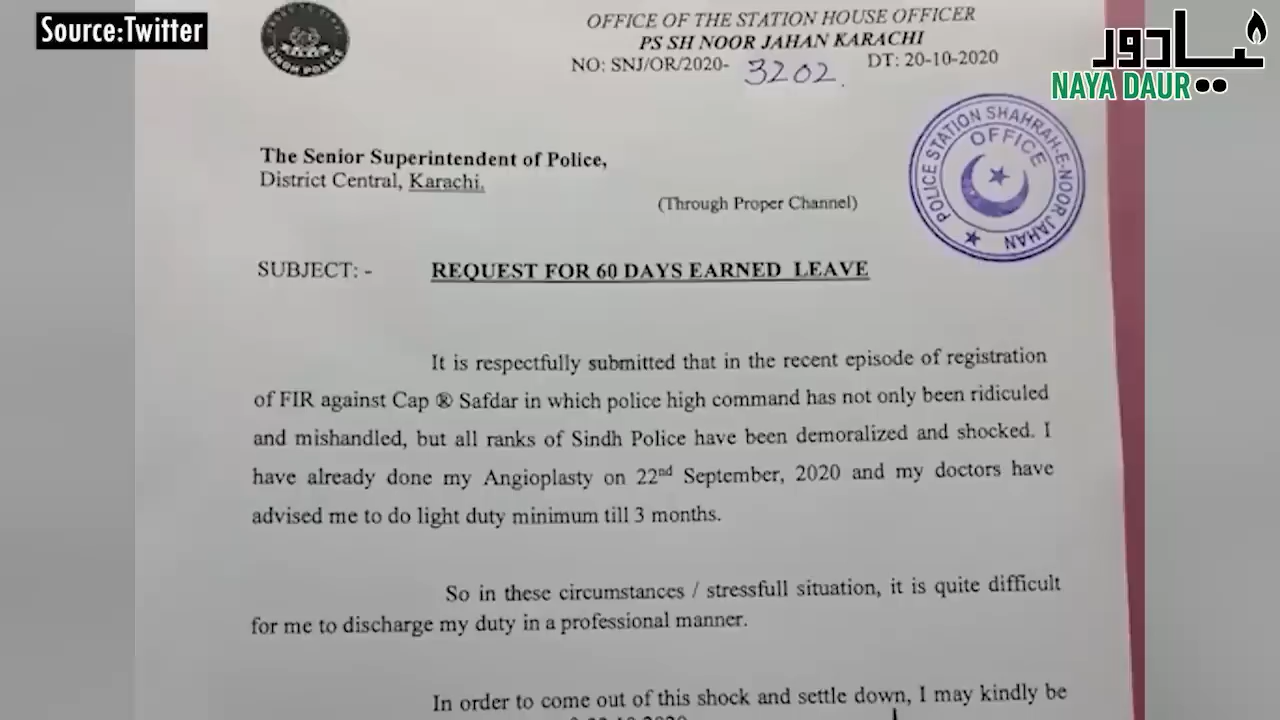 Source:Twitter
نیا دور
NAYA DAUR
SINDH POLICE
OFFICE OF THE STATION HOUSE OFFICER
PS SH NOOR JAHAN KARACHI
NO: SNJ/OR/2020- 3202. DT: 20-10-2020
POLICE STATION SHAHRAH-E-NOOR JAHAN
OFFICE
The Senior Superintendent of Police,
District Central, Karachi.
(Through Proper Channel)
SUBJECT: - REQUEST FOR 60 DAYS EARNED LEAVE
It is respectfully submitted that in the recent episode of registration
of FIR against Cap ® Safdar in which police high command has not only been ridiculed
and mishandled, but all ranks of Sindh Police have been demoralized and shocked. I
have already done my Angioplasty on 22nd September, 2020 and my doctors have
advised me to do light duty minimum till 3 months.
So in these circumstances / stressfull situation, it is quite difficult
for me to discharge my duty in a professional manner.
In order to come out of this shock and settle down, I may kindly be